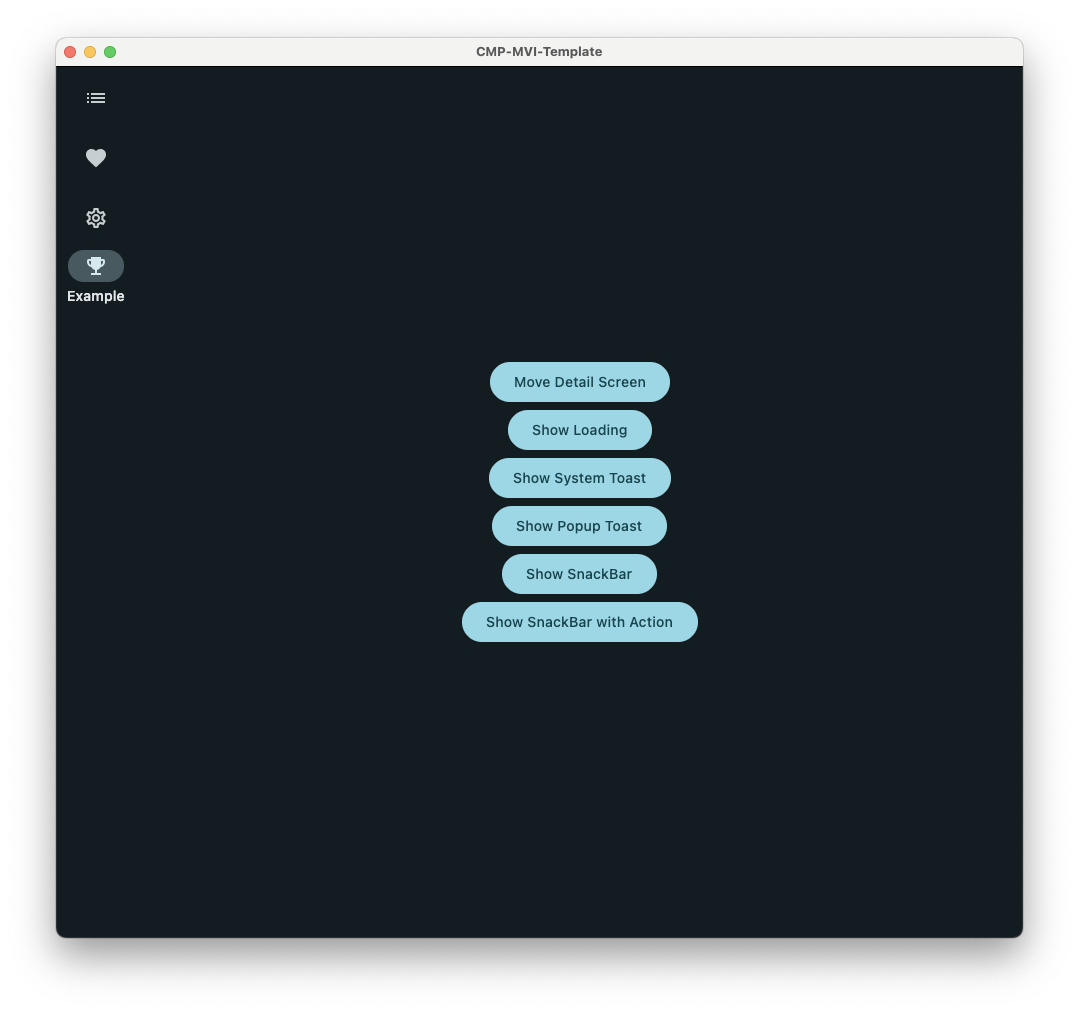 CMP-MVI-Template
Example
Move Detail Screen
Show Loading
Show System Toast
Show Popup Toast
Show SnackBar
Show SnackBar with Action